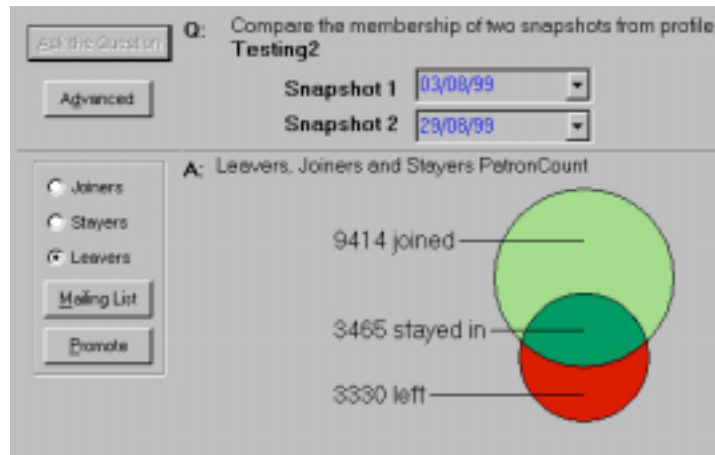 Ask the Question
Q: Compare the membership of two snapshots from profile
Testing2
Advanced
Snapshot 1 03/08/99
Snapshot 2 29/08/99
A: Leavers, Joiners and Stayers PatronCount
Joiners
Stayers
Leavers
Mailing List
Promote
9414 joined
3465 stayed in
3330 left